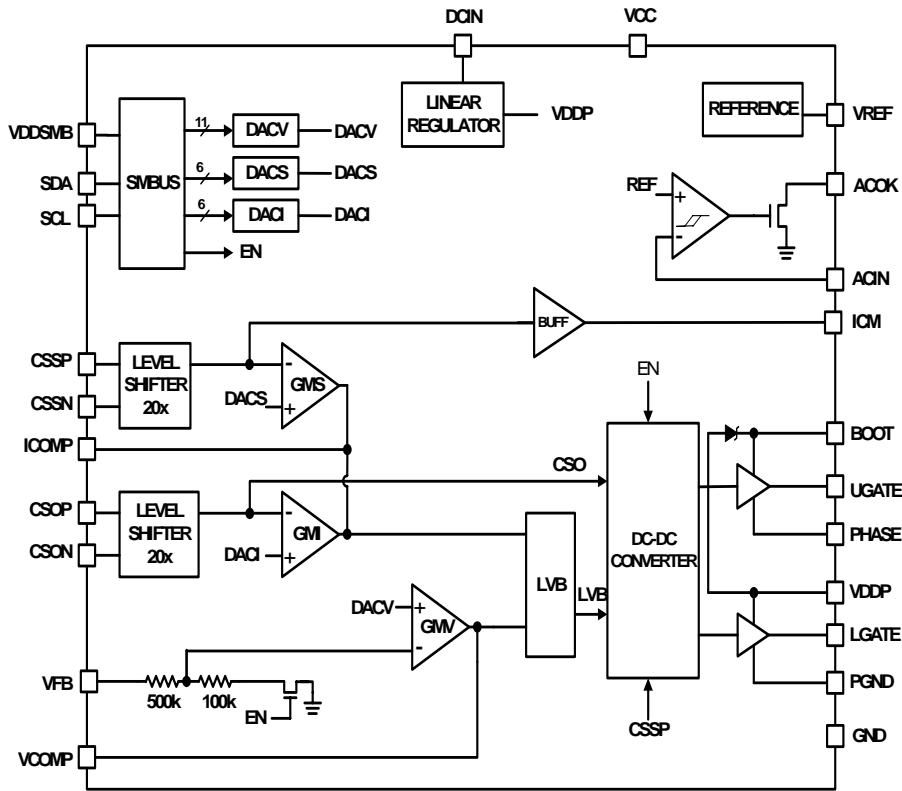 DCIN
VCC
VDDSMB
SDA
SCL
SMBUS
11
DACV
DACV
6
DACS
DACS
6
DACI
DACI
EN
LINEAR
REGULATOR
VDDP
REFERENCE
VREF
REF
+
-
ACOK
ACIN
BUFF
ICM
CSSP
CSSN
LEVEL
SHIFTER
20x
-
GMS
DACS
+
ICOMP
CSOP
CSON
LEVEL
SHIFTER
20x
-
GMI
DACI
+
CSO
EN
DC-DC
CONVERTER
CSSP
LVB
LVB
DACV
+
GMV
-
BOOT
UGATE
PHASE
VDDP
LGATE
PGND
GND
VFB
500k
100k
EN
VCOMP